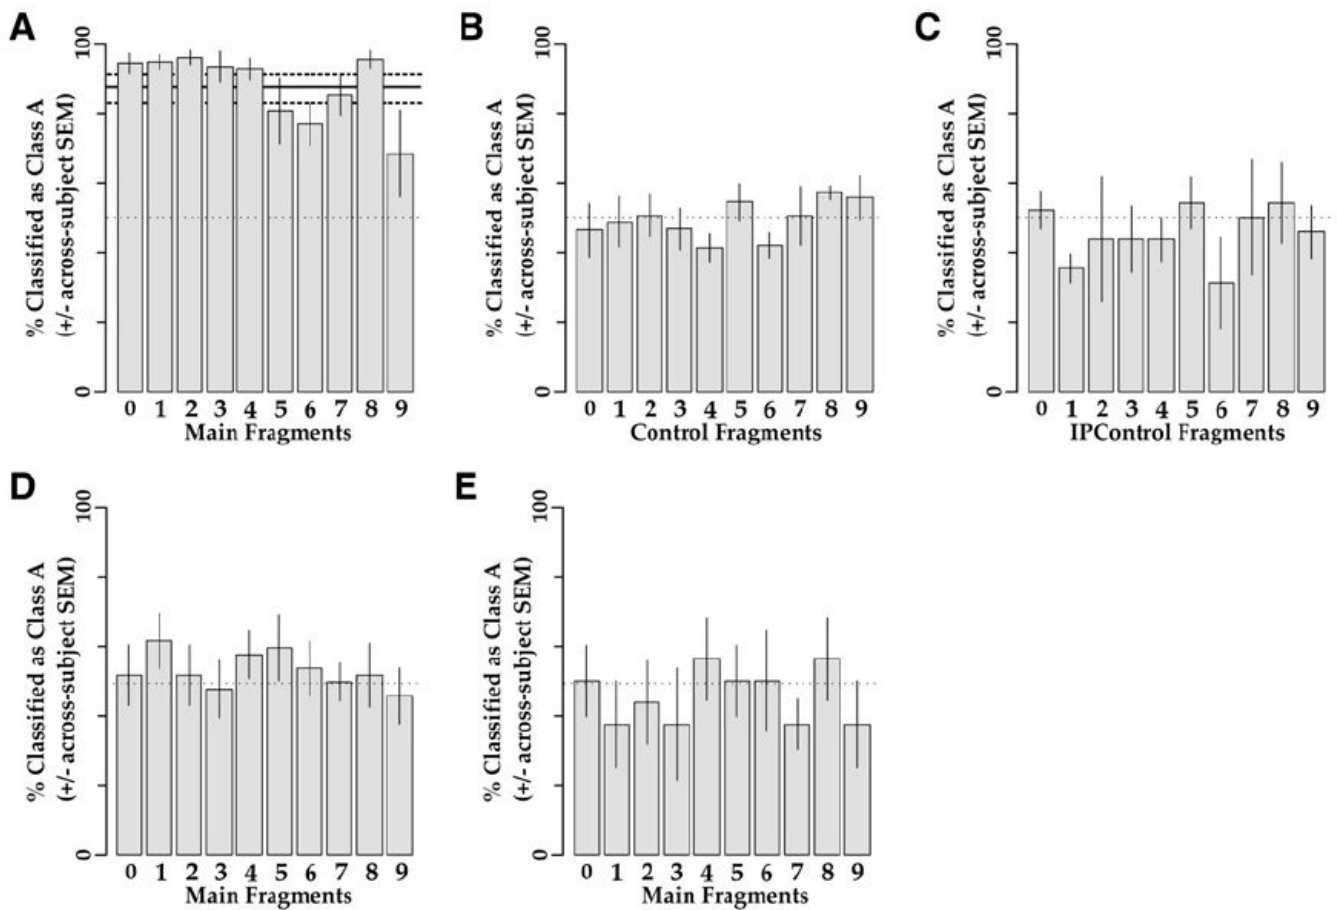 A
% Classified as Class A
(+/- across-subject SEM)
100
0
0 1 2 3 4 5 6 7 8 9
Main Fragments
B
% Classified as Class A
(+/- across-subject SEM)
100
0
0 1 2 3 4 5 6 7 8 9
Control Fragments
C
% Classified as Class A
(+/- across-subject SEM)
100
0
0 1 2 3 4 5 6 7 8 9
IPControl Fragments
D
% Classified as Class A
(+/- across-subject SEM)
100
0
0 1 2 3 4 5 6 7 8 9
Main Fragments
E
% Classified as Class A
(+/- across-subject SEM)
100
0
0 1 2 3 4 5 6 7 8 9
Main Fragments